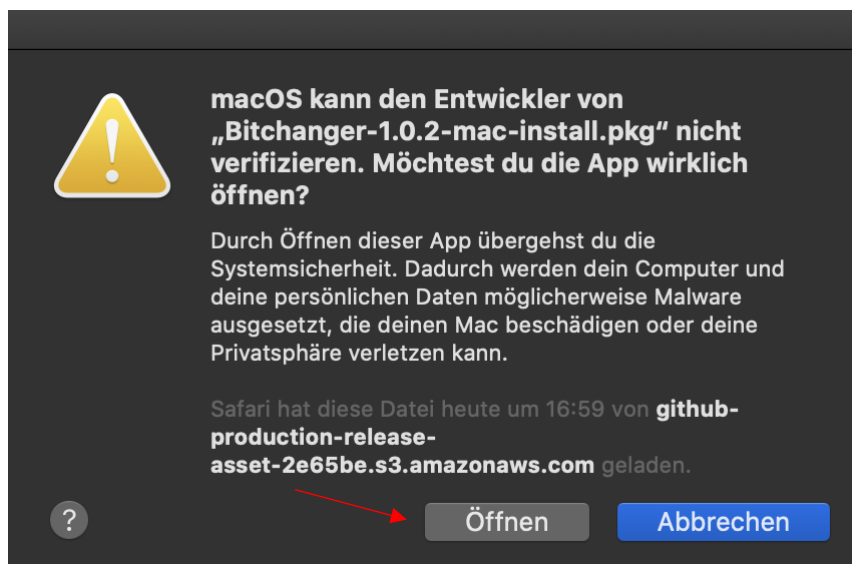 macOS kann den Entwickler von
„Bitchanger-1.0.2-mac-install.pkg“ nicht
verifizieren. Möchtest du die App wirklich
öffnen?
Durch Öffnen dieser App übergehst du die
Systemsicherheit. Dadurch werden dein Computer und
deine persönlichen Daten möglicherweise Malware
ausgesetzt, die deinen Mac beschädigen oder deine
Privatsphäre verletzen kann.
Safari hat diese Datei heute um 16:59 von github-
production-release-
asset-2e65be.s3.amazonaws.com geladen.
? Öffnen Abbrechen